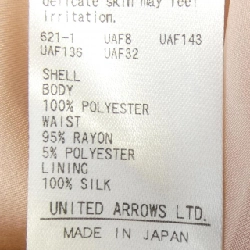 delicate skin may feel
irritation.
621-1 UAF8 UAF143
UAF136 UAF32
SHELL
BODY
100% POLYESTER
WAIST
95% RAYON
5% POLYESTER
LINING
100% SILK
UNITED ARROWS LTD.
MADE IN JAPAN